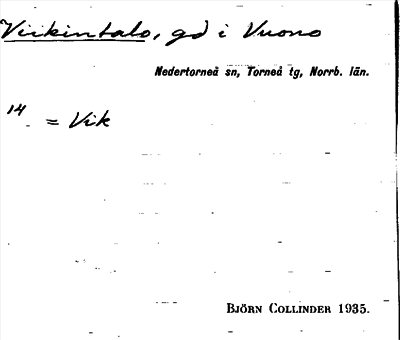 Viikintalo, gd i Vuono
Nedertorneå sn, Torneå tg, Norrb. län.
14
= Vik
BJÖRN COLLINDER 1935.